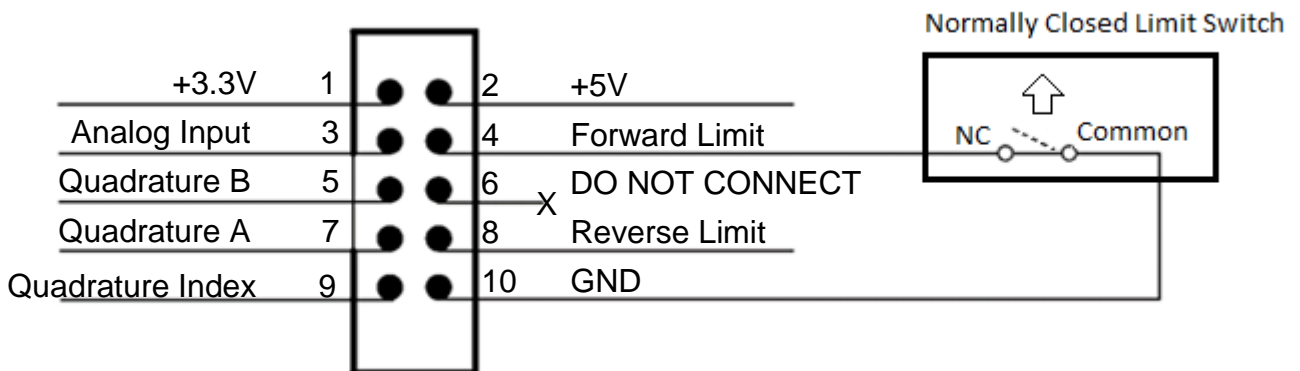 Normally Closed Limit Switch
+3.3V 1 2 +5V
Analog Input 3 4 Forward Limit
NC Common
Quadrature B 5 6 DO NOT CONNECT
X
Quadrature A 7 8 Reverse Limit
Quadrature Index 9 10 GND